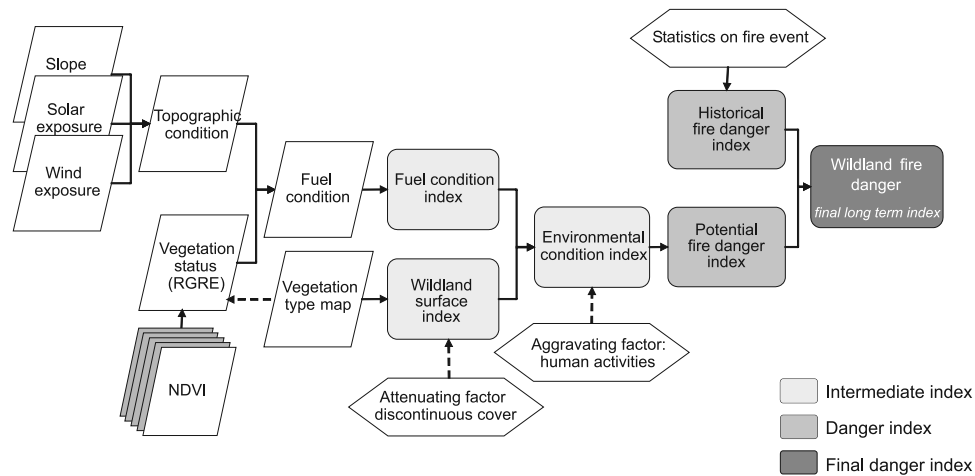 Slope
Solar
exposure
Wind
exposure
Topographic
condition
Vegetation
status
(RGRE)
NDVI
Fuel
condition
Vegetation
type map
Fuel condition
index
Wildland
surface
index
Attenuating factor
discontinuous cover
Environmental
condition index
Aggravating factor:
human activities
Statistics on fire event
Historical
fire danger
index
Potential
fire danger
index
Wildland fire
danger
final long term index
Intermediate index
Danger index
Final danger index